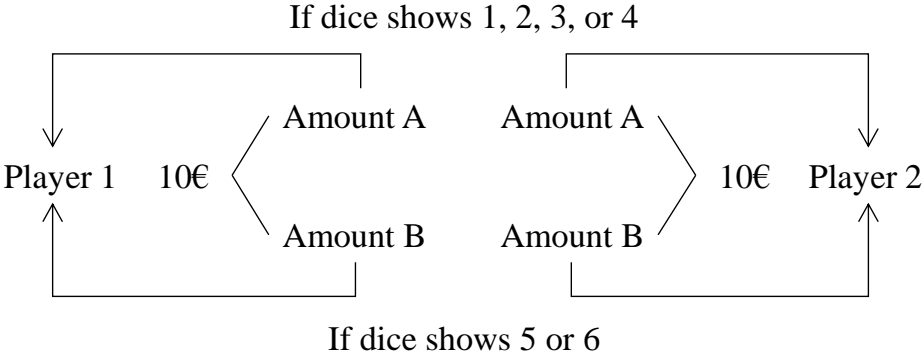 If dice shows 1, 2, 3, or 4
Amount A Amount A
Player 1 10€ 10€ Player 2
Amount B Amount B
If dice shows 5 or 6